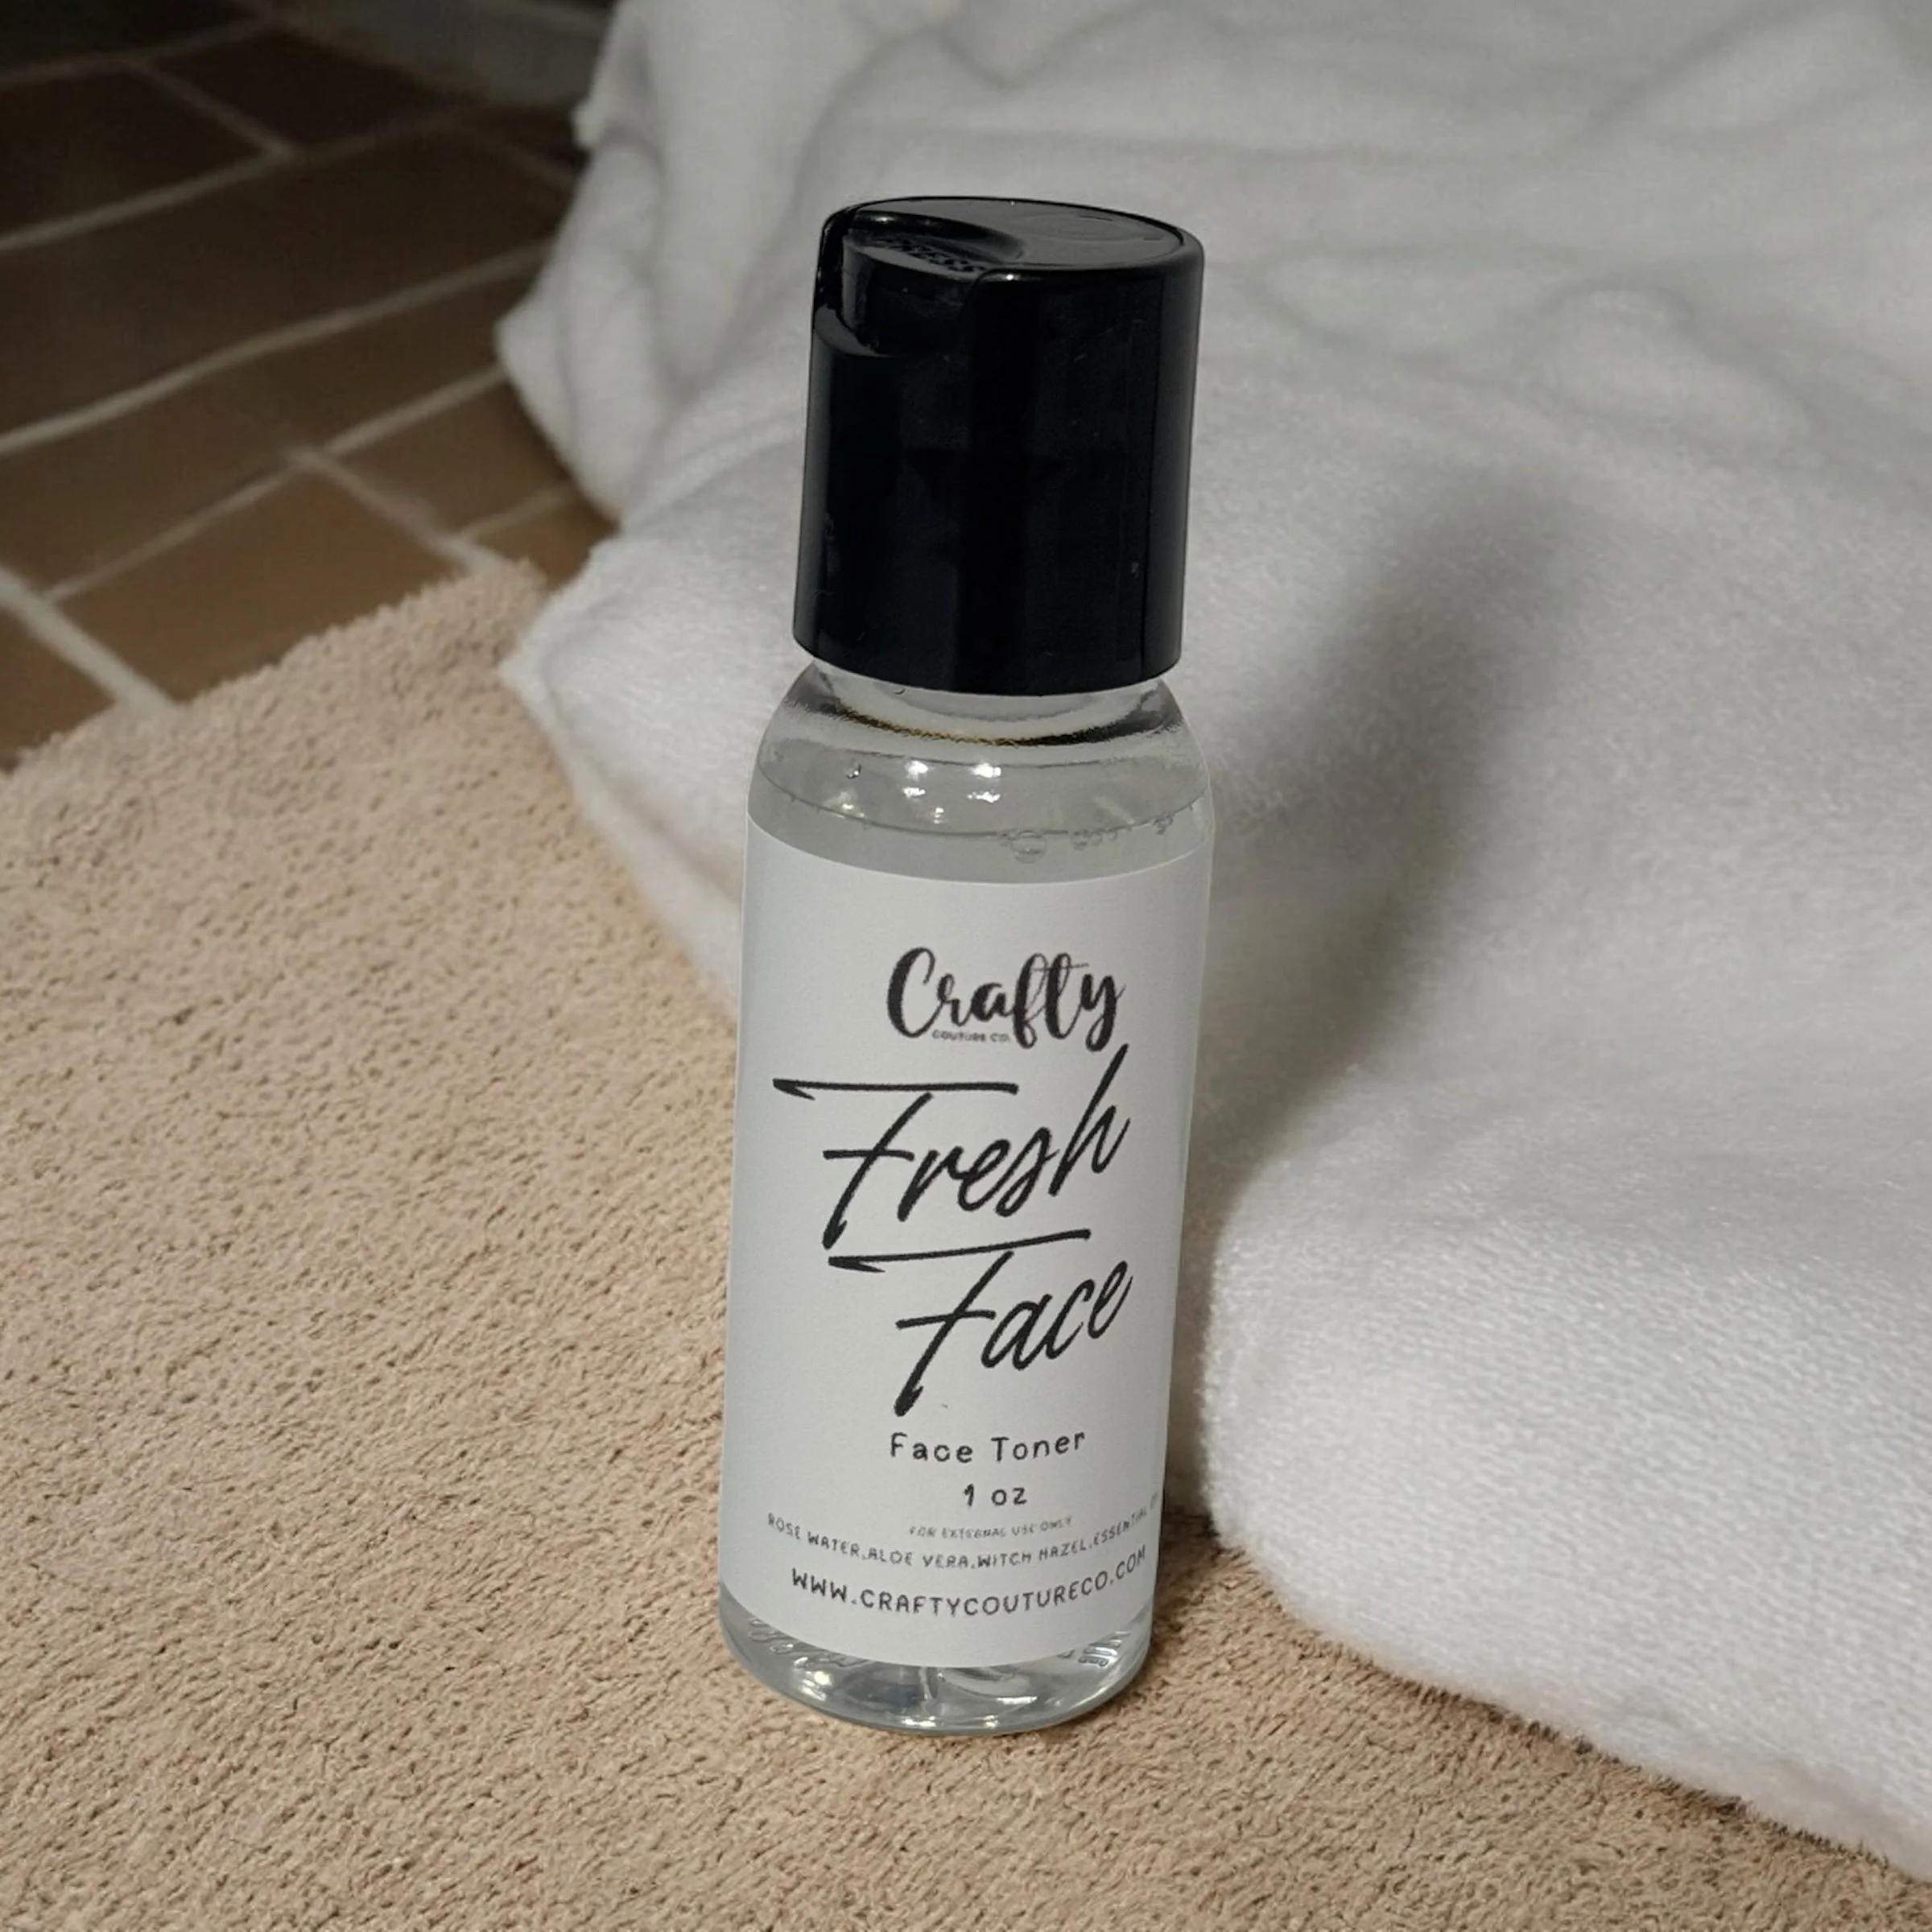 PRESS
Crafty
COUTURE CO.
Fresh
Face
Face Toner
1 oz
FOR EXTERNAL USE ONLY
ROSE WATER,ALOE VERA,WITCH HAZEL,ESSENTIAL
WWW.CRAFTYCOUTURECO.COM